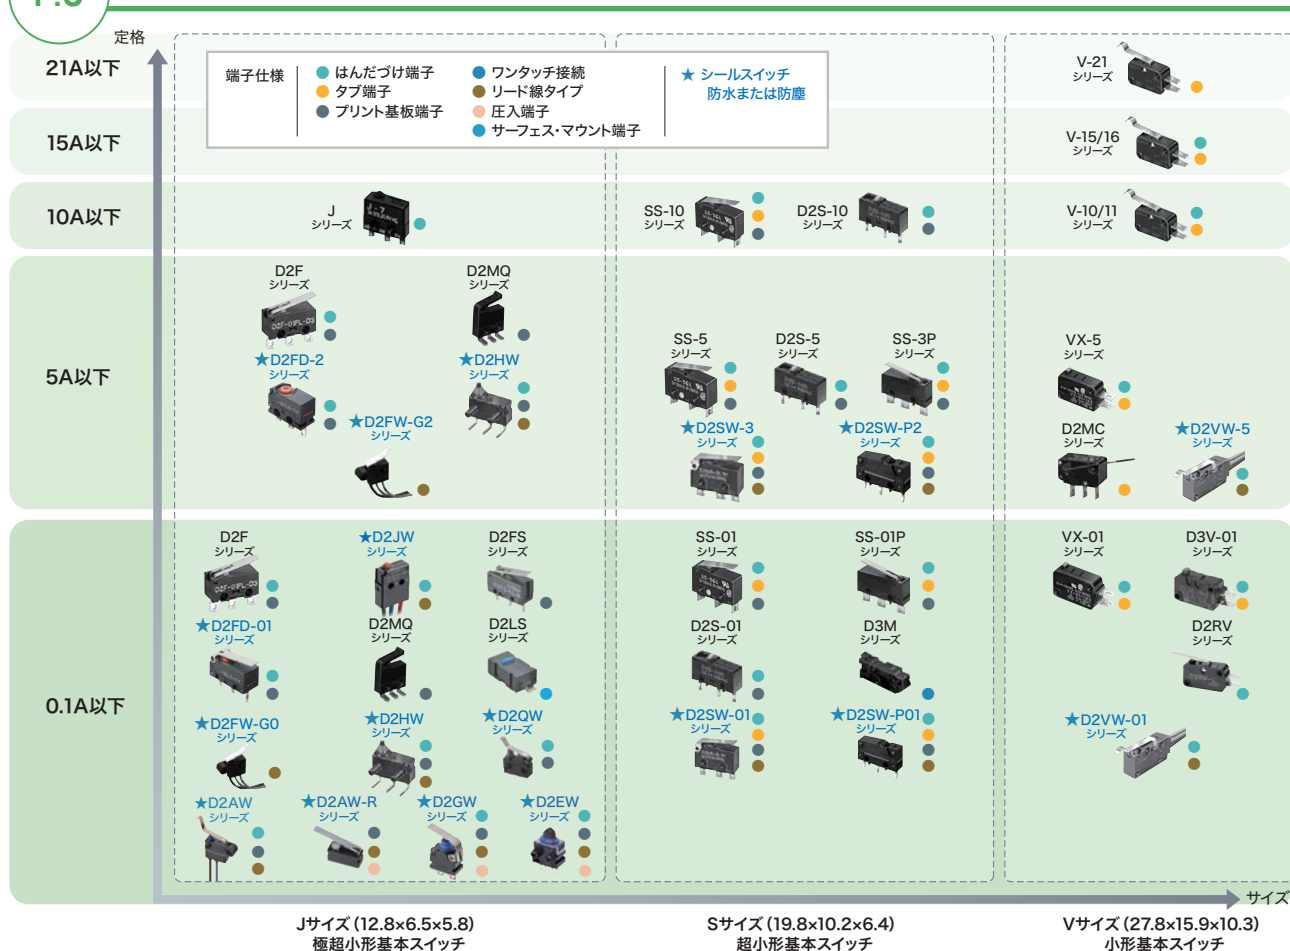 定格
端子仕様
はんだづけ端子
タブ端子
プリント基板端子
ワンタッチ接続
リード線タイプ
圧入端子
サーフェス・マウント端子
★ シールスイッチ
防水または防塵
21A以下
V-21
シリーズ
15A以下
V-15/16
シリーズ
10A以下
J
シリーズ
SS-10
シリーズ
D2S-10
シリーズ
V-10/11
シリーズ
5A以下
D2F
シリーズ
D2MQ
シリーズ
★D2FD-2
シリーズ
★D2HW
シリーズ
★D2FW-G2
シリーズ
SS-5
シリーズ
D2S-5
シリーズ
SS-3P
シリーズ
★D2SW-3
シリーズ
★D2SW-P2
シリーズ
VX-5
シリーズ
D2MC
シリーズ
★D2VW-5
シリーズ
0.1A以下
D2F
シリーズ
★D2JW
シリーズ
D2FS
シリーズ
★D2FD-01
シリーズ
D2MQ
シリーズ
D2LS
シリーズ
★D2FW-G0
シリーズ
★D2HW
シリーズ
★D2QW
シリーズ
★D2AW
シリーズ
★D2AW-R
シリーズ
★D2GW
シリーズ
★D2EW
シリーズ
SS-01
シリーズ
SS-01P
シリーズ
D2S-01
シリーズ
D3M
シリーズ
★D2SW-01
シリーズ
★D2SW-P01
シリーズ
VX-01
シリーズ
D3V-01
シリーズ
D2RV
シリーズ
★D2VW-01
シリーズ
サイズ
Jサイズ (12.8×6.5×5.8)
極超小形基本スイッチ
Sサイズ (19.8×10.2×6.4)
超小形基本スイッチ
Vサイズ (27.8×15.9×10.3)
小形基本スイッチ